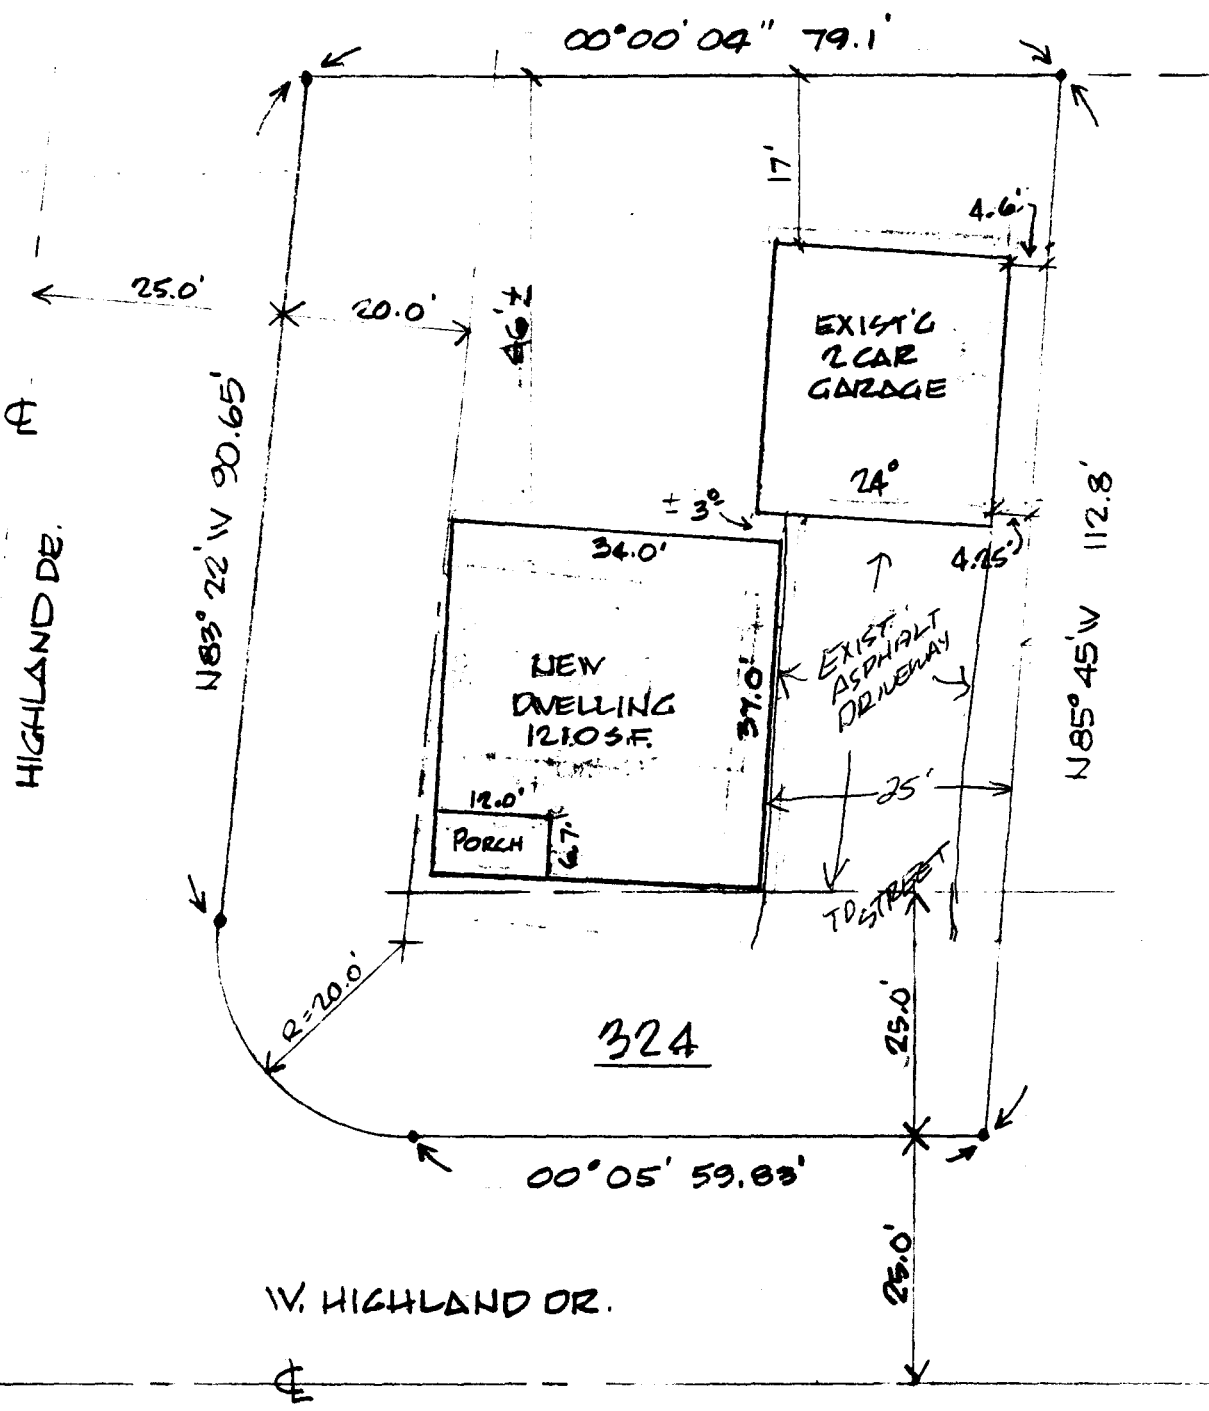 00°00'04" 79.1'
17'
4.6'
25.0'
20.0'
46'±
EXIST'G
2 CAR
GARAGE
24°
± 3°
4.25'
N83°22'W 90.65'
112.8'
N85°45'W
HIGHLAND DR.
34.0'
NEW
DWELLING
1210 S.F.
37.0'
EXIST.
ASPHALT
DRIVEWAY
25'
12.0'
PORCH
6.7'
TO STREET
R=20.0'
324
25.0'
00°05' 59.83'
25.0'
W. HIGHLAND DR.